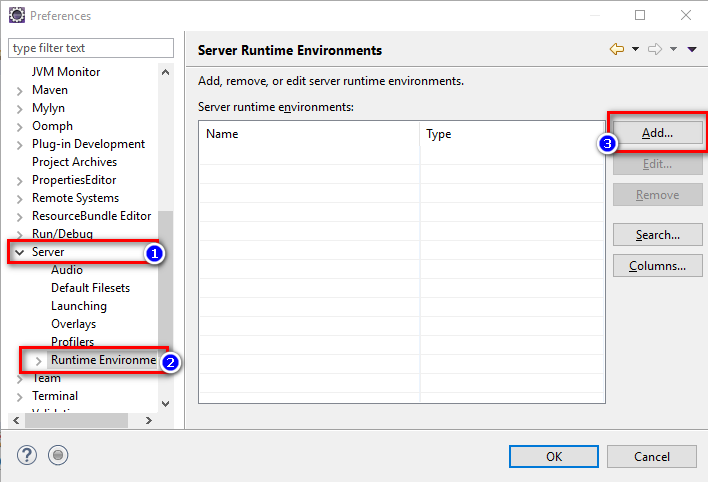 Preferences
type filter text
JVM Monitor
Maven
Mylyn
Oomph
Plug-in Development
Project Archives
PropertiesEditor
Remote Systems
ResourceBundle Editor
Run/Debug
Server
1
Audio
Default Filesets
Launching
Overlays
Profilers
Runtime Environme
2
Team
Terminal
Server Runtime Environments
Add, remove, or edit server runtime environments.
Server runtime environments:
Name Type
3
Add...
Edit...
Remove
Search...
Columns...
?
OK Cancel